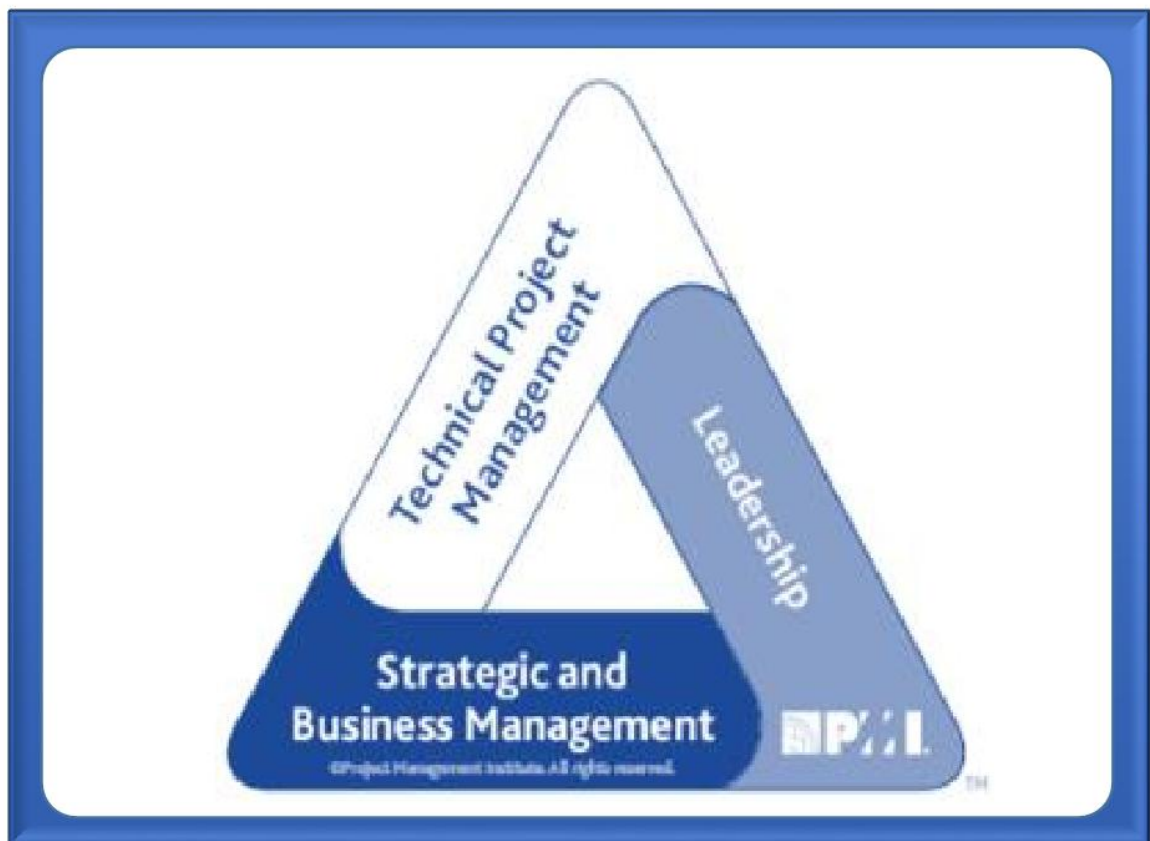 Technical Project
Management
Leadership
Strategic and
Business Management
©Project Management Institute. All rights reserved.
PMI
TM